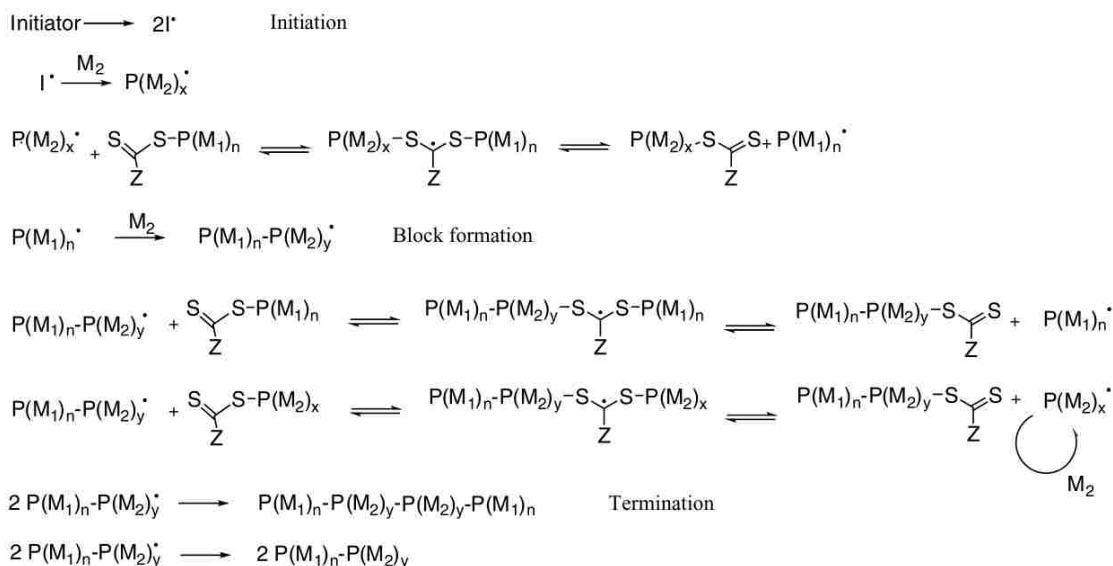 Initiator ⟶ 2I• Initiation
I• ⟶ M₂ P(M₂)ₓ•
P(M₂)ₓ• + S S-P(M₁)ₙ Z ⇌ P(M₂)ₓ-S • S-P(M₁)ₙ Z ⇌ P(M₂)ₓ-S S + P(M₁)ₙ• Z
P(M₁)ₙ• ⟶ M₂ P(M₁)ₙ-P(M₂)y• Block formation
P(M₁)ₙ-P(M₂)y• + S S-P(M₁)ₙ Z ⇌ P(M₁)ₙ-P(M₂)y-S • S-P(M₁)ₙ Z ⇌ P(M₁)ₙ-P(M₂)y-S S Z + P(M₁)ₙ•
P(M₁)ₙ-P(M₂)y• + S S-P(M₂)ₓ Z ⇌ P(M₁)ₙ-P(M₂)y-S • S-P(M₂)ₓ Z ⇌ P(M₁)ₙ-P(M₂)y-S S Z + P(M₂)ₓ• M₂
2 P(M₁)ₙ-P(M₂)y• ⟶ P(M₁)ₙ-P(M₂)y-P(M₂)y-P(M₁)ₙ Termination
2 P(M₁)ₙ-P(M₂)y• ⟶ 2 P(M₁)ₙ-P(M₂)y